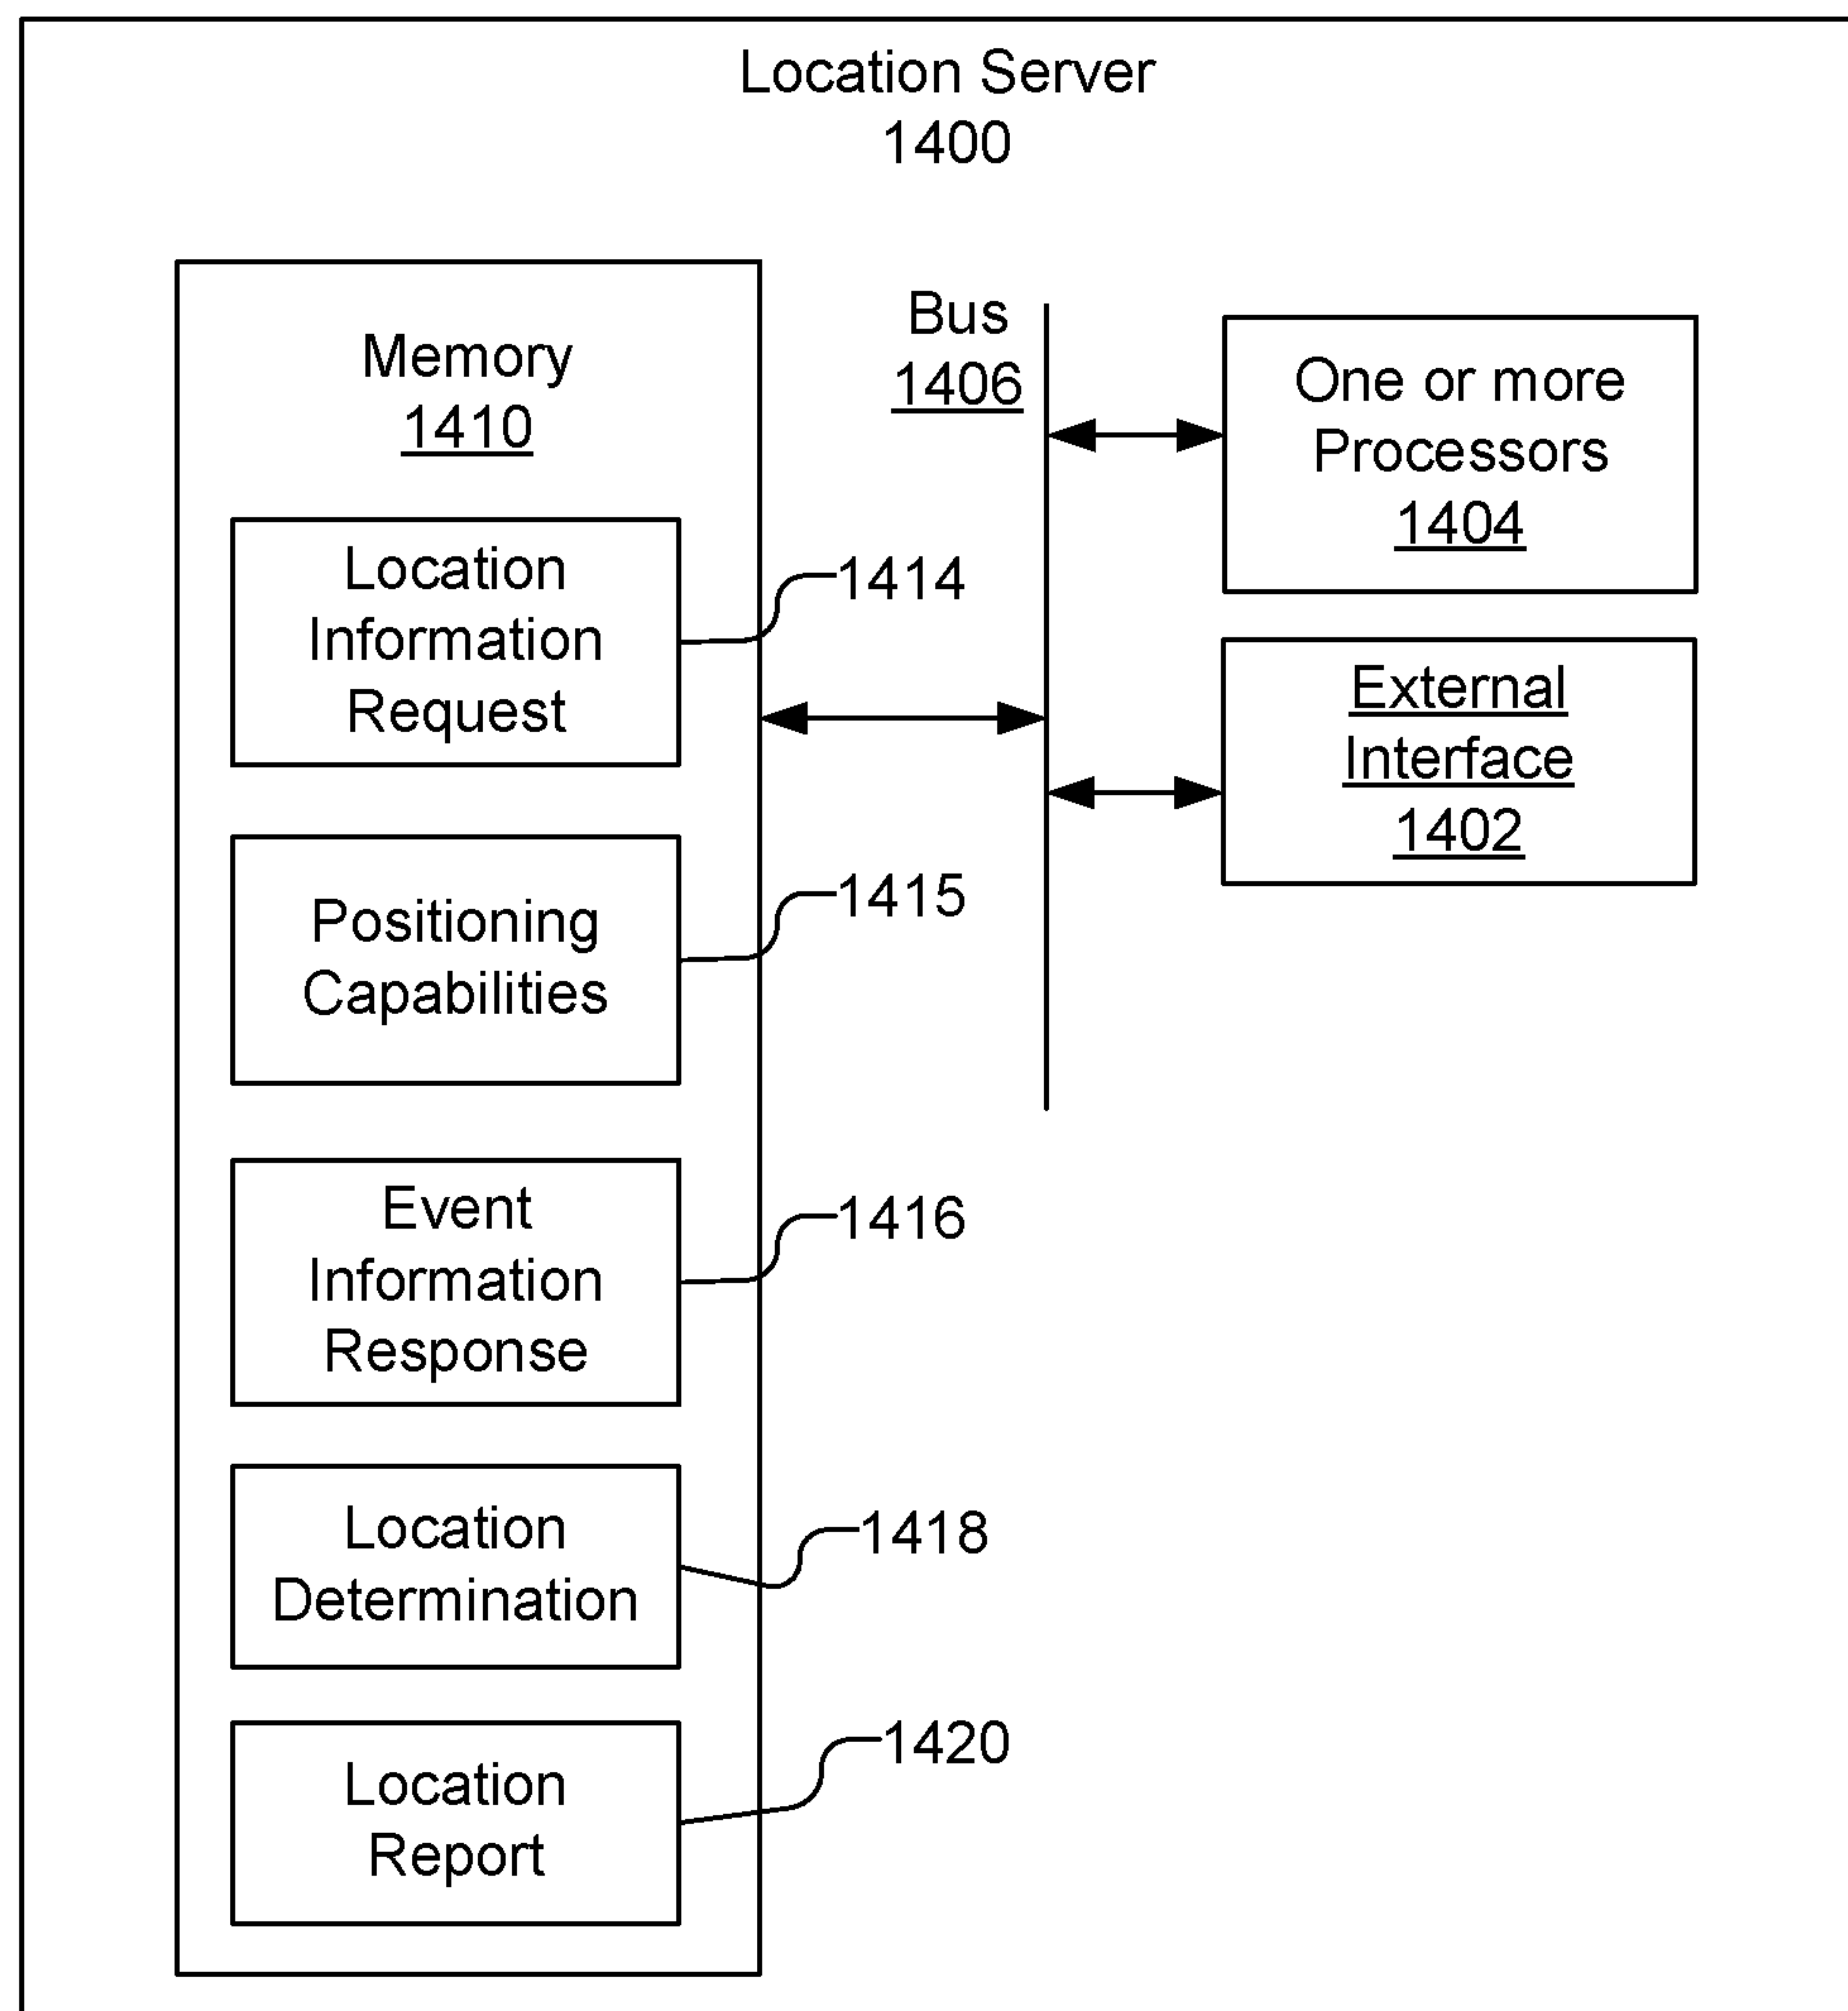 Location Server
1400
Memory
1410
Location
Information
Request
1414
Positioning
Capabilities
1415
Event
Information
Response
1416
Location
Determination
1418
Location
Report
1420
Bus
1406
One or more
Processors
1404
External
Interface
1402